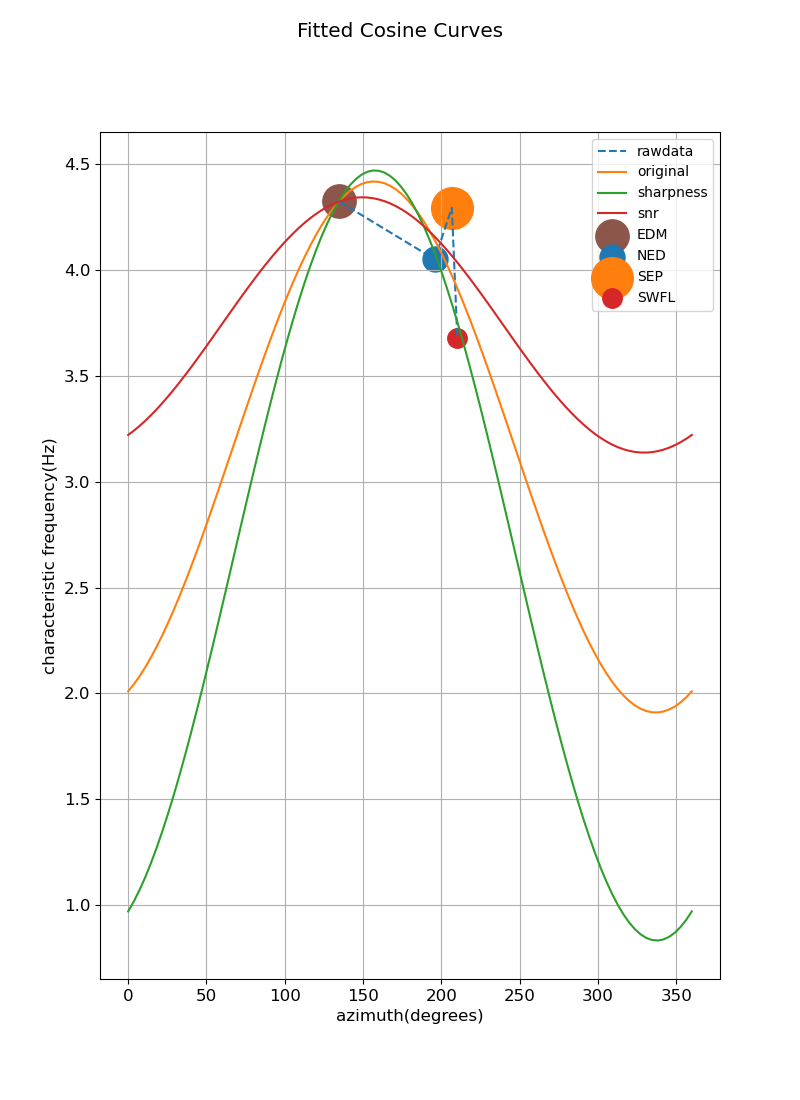 Fitted Cosine Curves
4.5
4.0
3.5
3.0
2.5
2.0
1.5
1.0
characteristic frequency(Hz)
rawdata
original
sharpness
snr
EDM
NED
SEP
SWFL
0 50 100 150 200 250 300 350
azimuth(degrees)